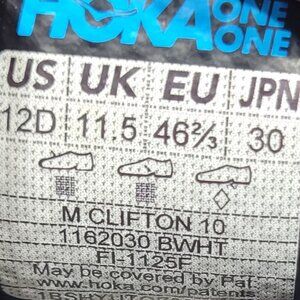 HOKA ONE ONE
US UK EU JPN
12D 11.5 46⅔ 30
M CLIFTON 10
1162030 BWHT
FI-1125E
May be covered by Pat.
www.hoka.com/patents